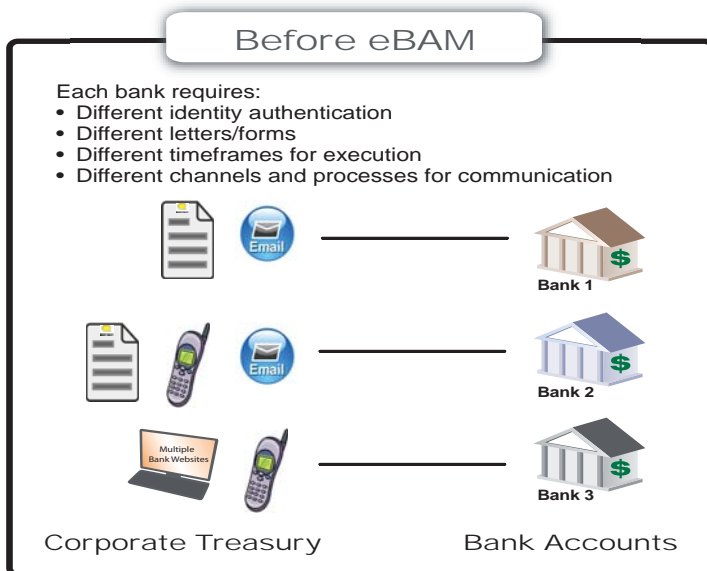 Before eBAM
Each bank requires:
• Different identity authentication
• Different letters/forms
• Different timeframes for execution
• Different channels and processes for communication
Email
$
Bank 1
Email
$
Bank 2
Multiple
Bank Websites
$
Bank 3
Corporate Treasury Bank Accounts